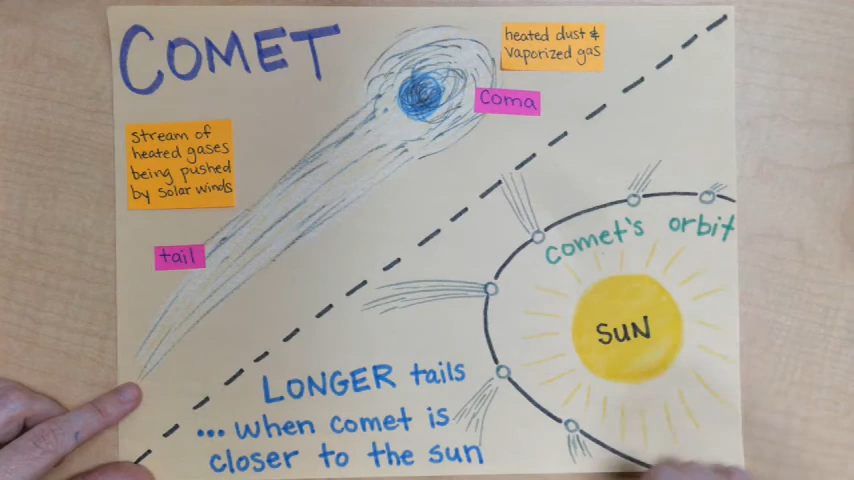 COMET
heated dust &
vaporized gas
coma
stream of
heated gases
being pushed
by solar winds
tail
comet's orbit
SUN
LONGER tails
...when comet is
closer to the sun